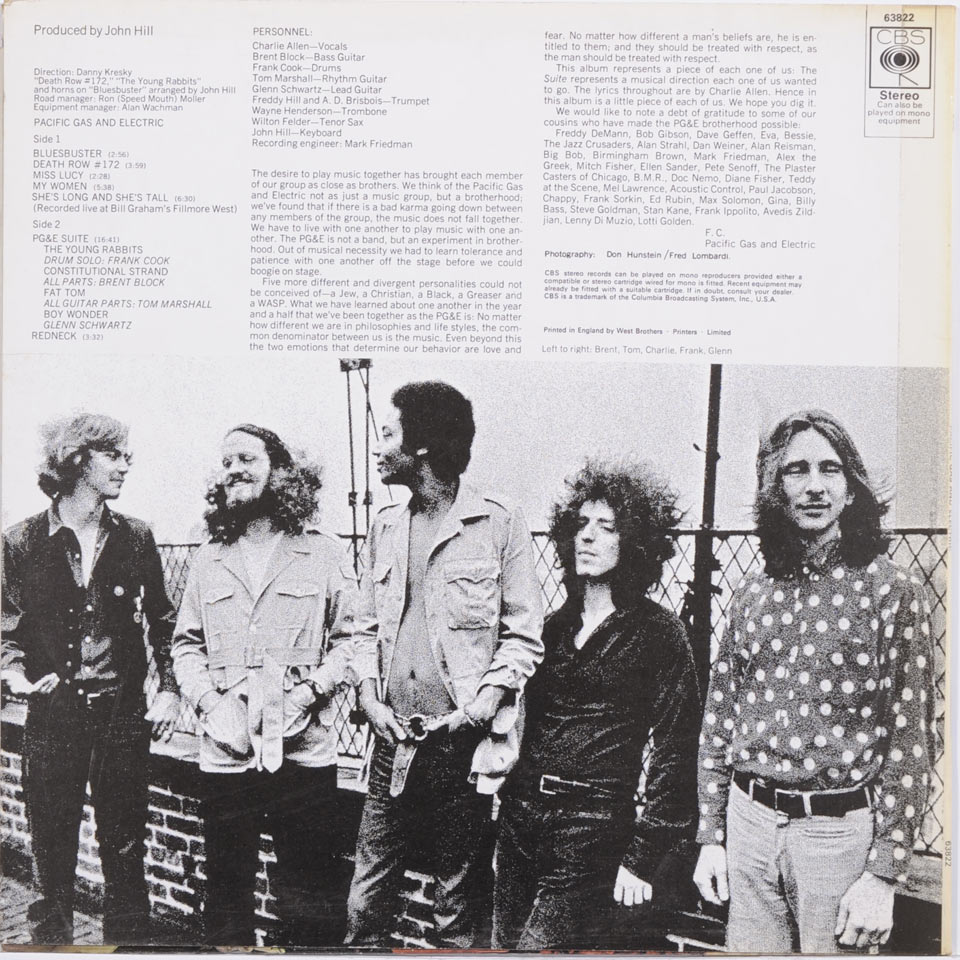 Produced by John Hill
Direction: Danny Kresky
"Death Row #172," "The Young Rabbits"
and horns on "Bluesbuster" arranged by John Hill
Road manager: Ron (Speed Mouth) Moller
Equipment manager: Alan Wachman
PACIFIC GAS AND ELECTRIC
Side 1
BLUESBUSTER (2:56)
DEATH ROW #172 (3:59)
MISS LUCY (2:28)
MY WOMEN (5:38)
SHE'S LONG AND SHE'S TALL (6:30)
(Recorded live at Bill Graham's Fillmore West)
Side 2
PG&E SUITE (16:41)
THE YOUNG RABBITS
DRUM SOLO: FRANK COOK
CONSTITUTIONAL STRAND
ALL PARTS: BRENT BLOCK
FAT TOM
ALL GUITAR PARTS: TOM MARSHALL
BOY WONDER
GLENN SCHWARTZ
REDNECK (3:32)
PERSONNEL:
Charlie Allen—Vocals
Brent Block—Bass Guitar
Frank Cook—Drums
Tom Marshall—Rhythm Guitar
Glenn Schwartz—Lead Guitar
Freddy Hill and A. D. Brisbois—Trumpet
Wayne Henderson—Trombone
Wilton Felder—Tenor Sax
John Hill—Keyboard
Recording engineer: Mark Friedman
The desire to play music together has brought each member
of our group as close as brothers. We think of the Pacific Gas
and Electric not as just a music group, but a brotherhood;
we've found that if there is a bad karma going down between
any members of the group, the music does not fall together.
We have to live with one another to play music with one an-
other. The PG&E is not a band, but an experiment in brother-
hood. Out of musical necessity we had to learn tolerance and
patience with one another off the stage before we could
boogie on stage.
Five more different and divergent personalities could not
be conceived of—a Jew, a Christian, a Black, a Greaser and
a WASP. What we have learned about one another in the year
and a half that we've been together as the PG&E is: No matter
how different we are in philosophies and life styles, the com-
mon denominator between us is the music. Even beyond this
the two emotions that determine our behavior are love and
fear. No matter how different a man's beliefs are, he is en-
titled to them; and they should be treated with respect, as
the man should be treated with respect.
This album represents a piece of each one of us: The
Suite represents a musical direction each one of us wanted
to go. The lyrics throughout are by Charlie Allen. Hence in
this album is a little piece of each of us. We hope you dig it.
We would like to note a debt of gratitude to some of our
cousins who have made the PG&E brotherhood possible:
Freddy DeMann, Bob Gibson, Dave Geffen, Eva, Bessie,
The Jazz Crusaders, Alan Strahl, Dan Weiner, Alan Reisman,
Big Bob, Birmingham Brown, Mark Friedman, Alex the
Greek, Mitch Fisher, Ellen Sander, Pete Senoff, The Plaster
Casters of Chicago, B.M.R., Doc Nemo, Diane Fisher, Teddy
at the Scene, Mel Lawrence, Acoustic Control, Paul Jacobson,
Chappy, Frank Sorkin, Ed Rubin, Max Solomon, Gina, Billy
Bass, Steve Goldman, Stan Kane, Frank Ippolito, Avedis Zild-
jian, Lenny Di Muzio, Lotti Golden.
F. C.
Pacific Gas and Electric
Photography: Don Hunstein / Fred Lombardi.
CBS stereo records can be played on mono reproducers provided either a
compatible or stereo cartridge wired for mono is fitted. Recent equipment may
already be fitted with a suitable cartridge. If in doubt, consult your dealer.
CBS is a trademark of the Columbia Broadcasting System, Inc., U.S.A.
Printed in England by West Brothers · Printers · Limited
Left to right: Brent, Tom, Charlie, Frank, Glenn
63822
CBS
Stereo
Can also be
played on mono
equipment
63822